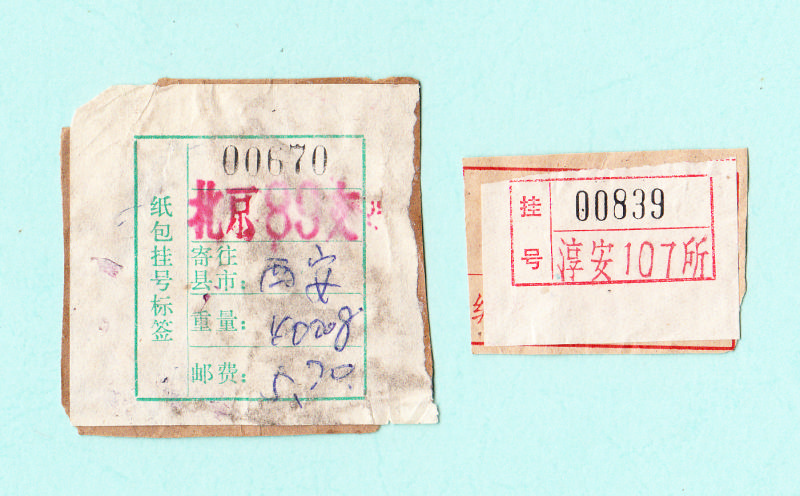 纸包挂号标签
00670
北京89支
寄往
县市：西安
重量：
邮费：
挂号
00839
淳安107所